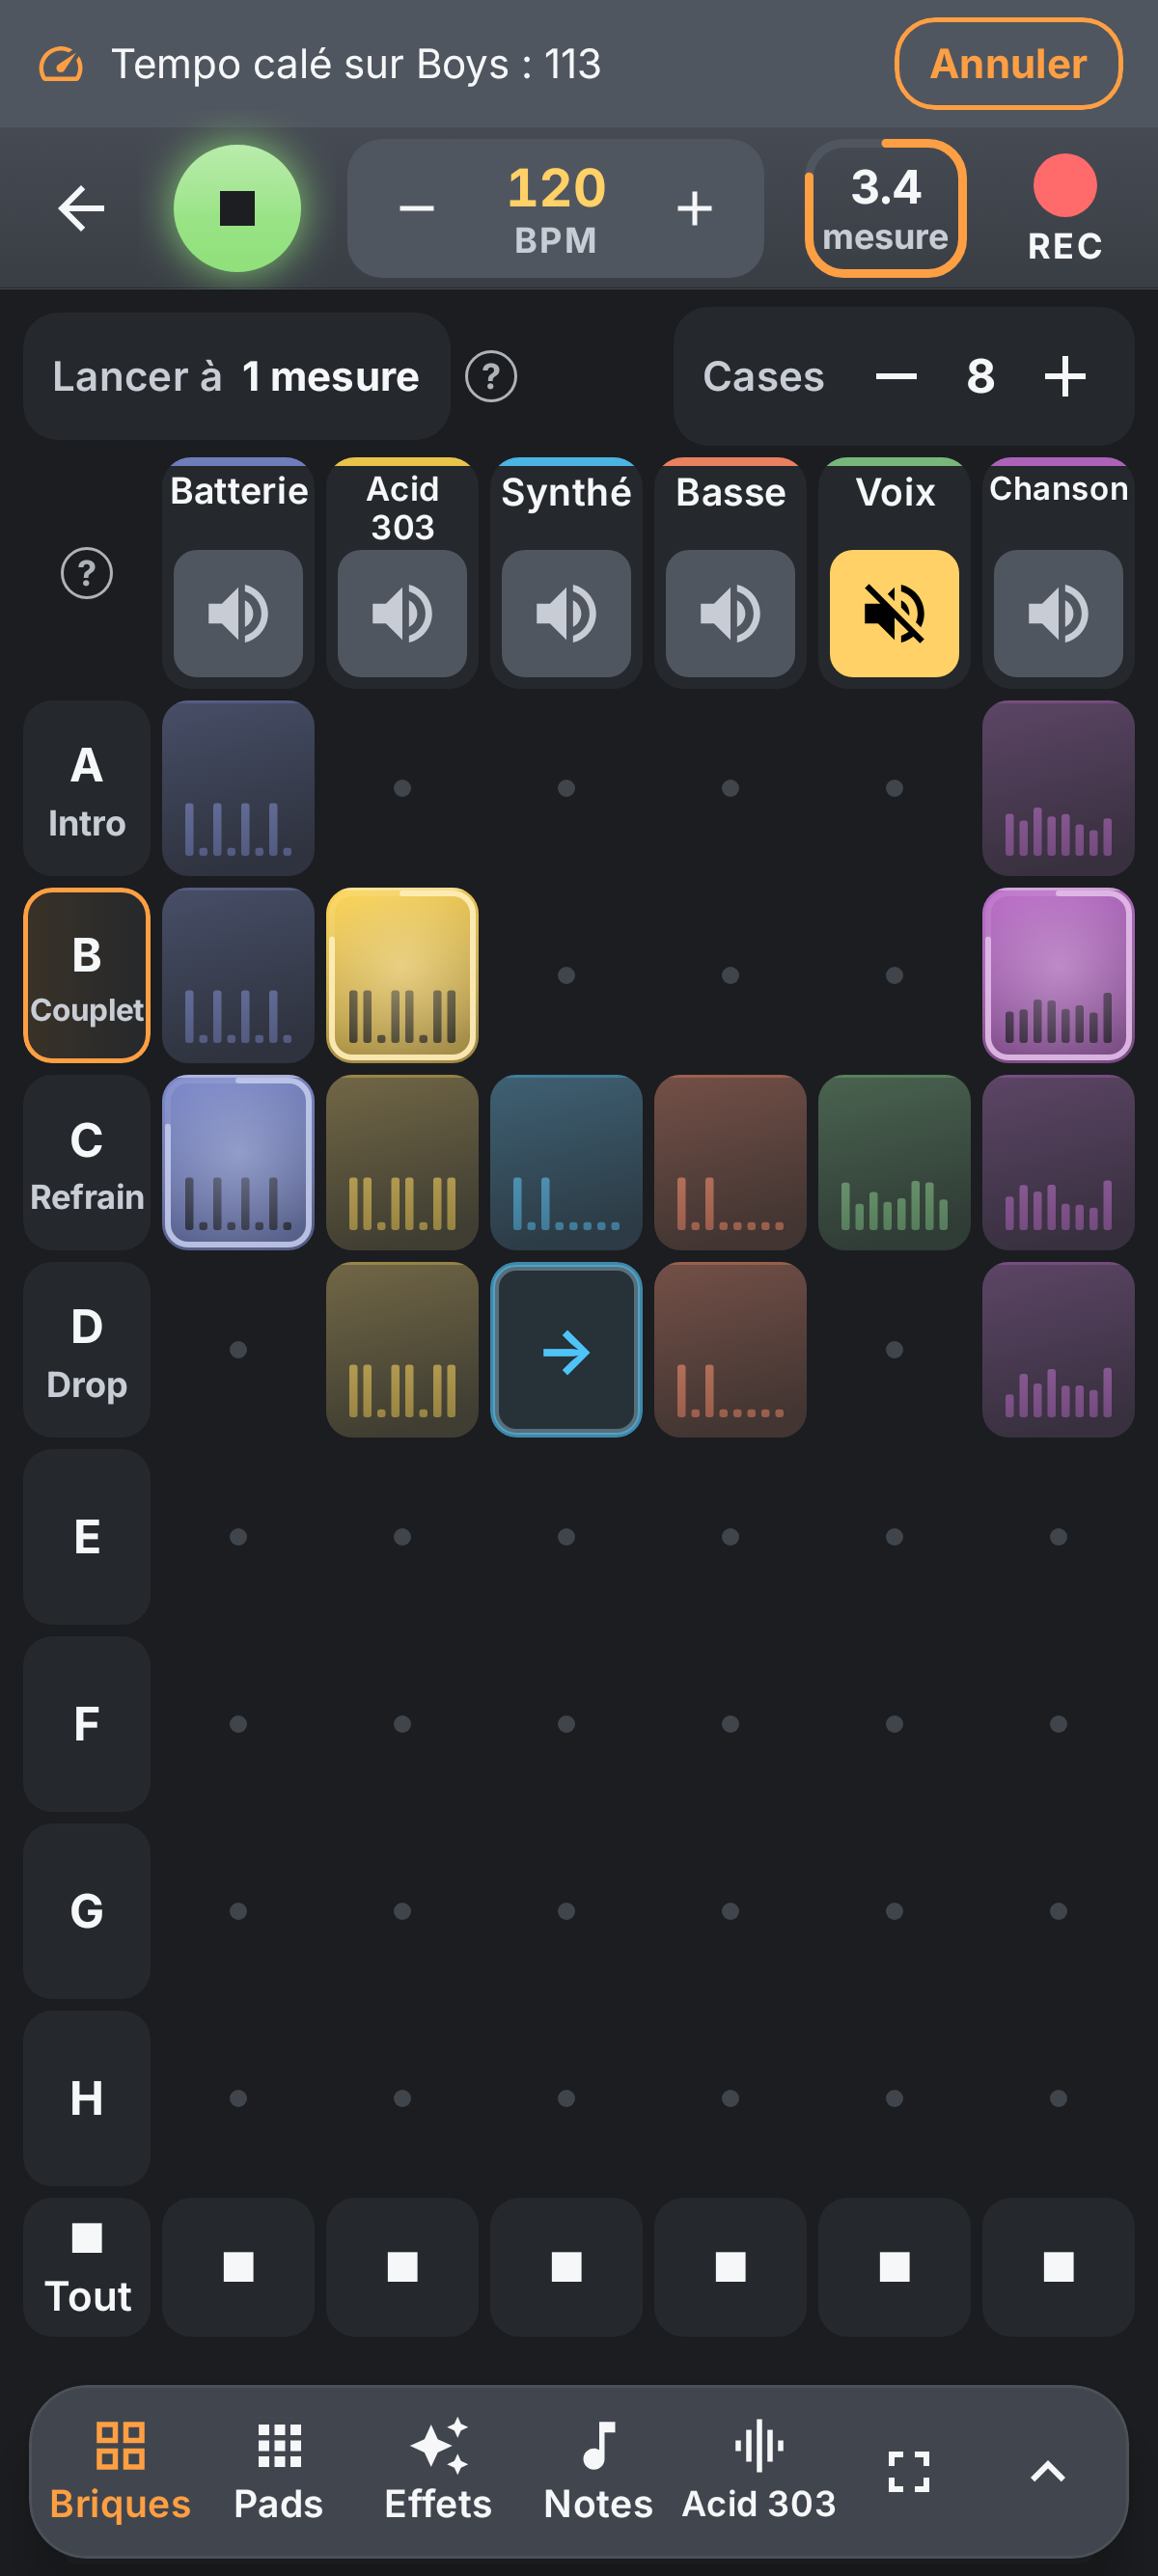 Tempo calé sur Boys : 113
Annuler
120
BPM
3.4
mesure
REC
Lancer à 1 mesure
?
Cases
8
Batterie
Acid
303
Synthé
Basse
Voix
Chanson
?
A
Intro
B
Couplet
C
Refrain
D
Drop
E
F
G
H
Tout
Briques
Pads
Effets
Notes
Acid 303